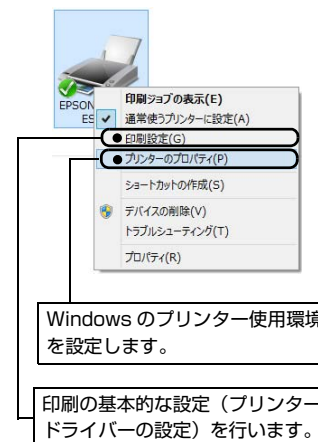 EPSON
ES
印刷ジョブの表示(E)
通常使うプリンターに設定(A)
印刷設定(G)
プリンターのプロパティ(P)
ショートカットの作成(S)
デバイスの削除(V)
トラブルシューティング(T)
プロパティ(R)
Windows のプリンター使用環境
を設定します。
印刷の基本的な設定（プリンター
ドライバーの設定）を行います。